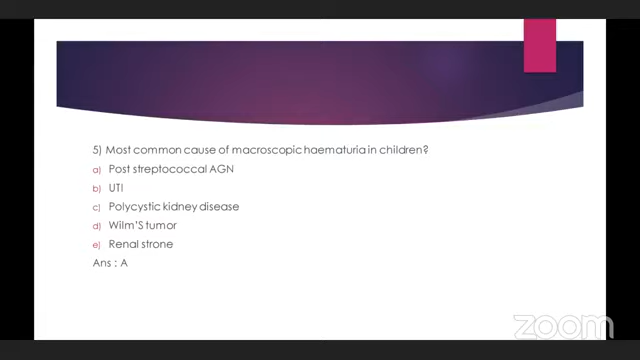 5) Most common cause of macroscopic haematuria in children?
a) Post streptococcal AGN
b) UTI
c) Polycystic kidney disease
d) Wilm'S tumor
e) Renal strone
Ans : A
zoom